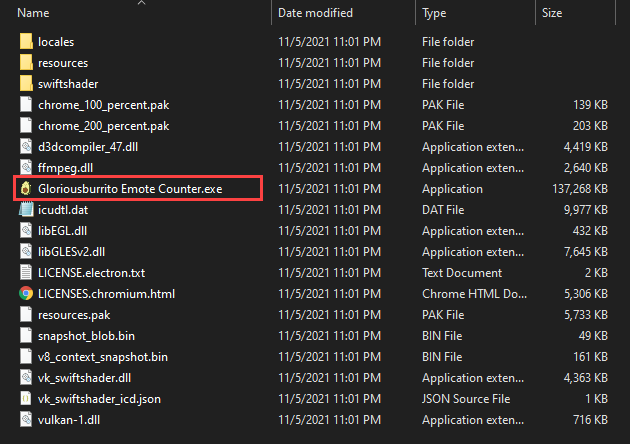 Name Date modified Type Size
locales 11/5/2021 11:01 PM File folder
resources 11/5/2021 11:01 PM File folder
swiftshader 11/5/2021 11:01 PM File folder
chrome_100_percent.pak 11/5/2021 11:01 PM PAK File 139 KB
chrome_200_percent.pak 11/5/2021 11:01 PM PAK File 203 KB
d3dcompiler_47.dll 11/5/2021 11:01 PM Application exten... 4,419 KB
ffmpeg.dll 11/5/2021 11:01 PM Application exten... 2,640 KB
Gloriousburrito Emote Counter.exe 11/5/2021 11:01 PM Application 137,268 KB
icudtl.dat 11/5/2021 11:01 PM DAT File 9,977 KB
libEGL.dll 11/5/2021 11:01 PM Application exten... 432 KB
libGLESv2.dll 11/5/2021 11:01 PM Application exten... 7,645 KB
LICENSE.electron.txt 11/5/2021 11:01 PM Text Document 2 KB
LICENSES.chromium.html 11/5/2021 11:01 PM Chrome HTML Do... 5,306 KB
resources.pak 11/5/2021 11:01 PM PAK File 5,733 KB
snapshot_blob.bin 11/5/2021 11:01 PM BIN File 49 KB
v8_context_snapshot.bin 11/5/2021 11:01 PM BIN File 161 KB
vk_swiftshader.dll 11/5/2021 11:01 PM Application exten... 4,363 KB
vk_swiftshader_icd.json 11/5/2021 11:01 PM JSON Source File 1 KB
vulkan-1.dll 11/5/2021 11:01 PM Application exten... 716 KB